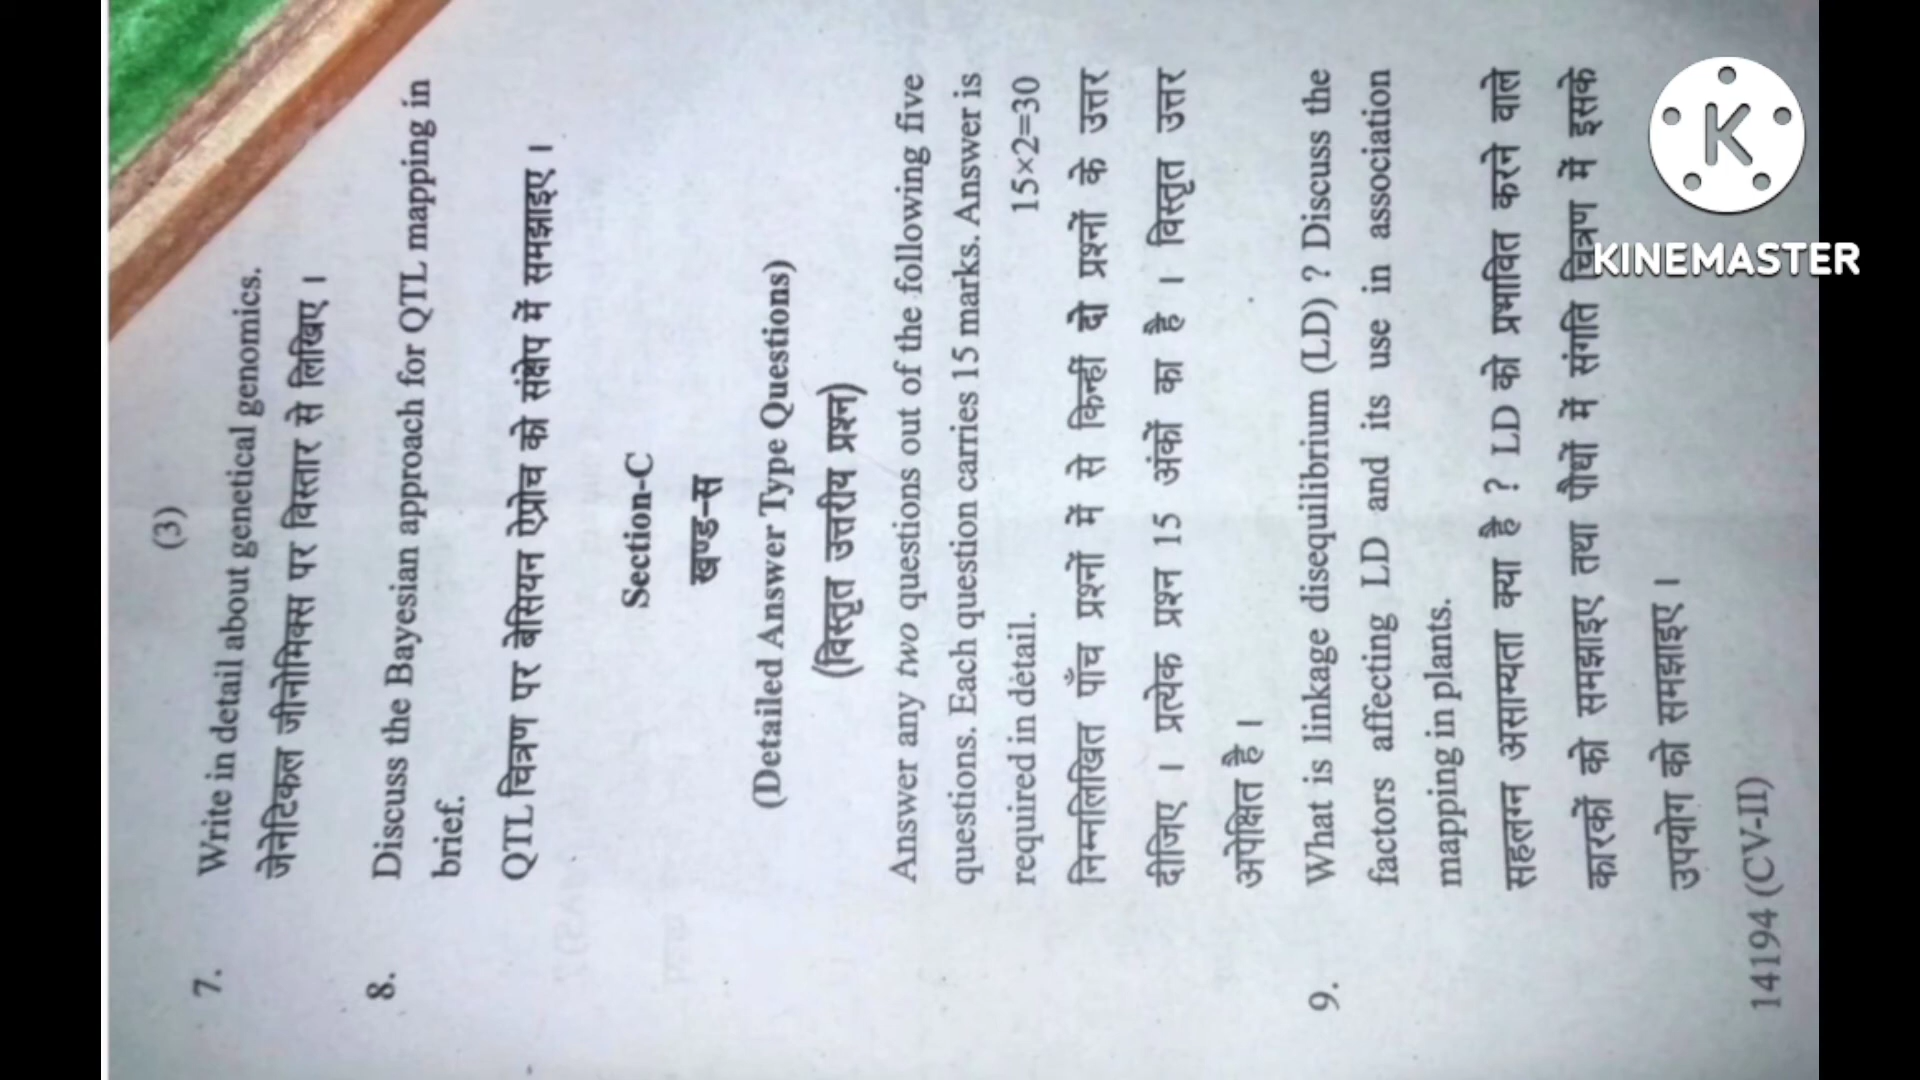 (3)
7. Write in detail about genetical genomics.
जेनेटिकल जीनोमिक्स पर विस्तार से लिखिए ।
8. Discuss the Bayesian approach for QTL mapping in
brief.
QTL चित्रण पर बेसियन ऐप्रोच को संक्षेप में समझाइए ।
Section-C
खण्ड-स
(Detailed Answer Type Questions)
(विस्तृत उत्तरीय प्रश्न)
Answer any two questions out of the following five
questions. Each question carries 15 marks. Answer is
required in detail. 15×2=30
निम्नलिखित पाँच प्रश्नों में से किन्हीं दो प्रश्नों के उत्तर
दीजिए । प्रत्येक प्रश्न 15 अंकों का है । विस्तृत उत्तर
अपेक्षित है ।
9. What is linkage disequilibrium (LD) ? Discuss the
factors affecting LD and its use in association
mapping in plants.
सहलग्न असाम्यता क्या है ? LD को प्रभावित करने वाले
कारकों को समझाइए तथा पौधों में संगति चित्रण में इसके
उपयोग को समझाइए ।
14194 (CV-II)
K
KINEMASTER